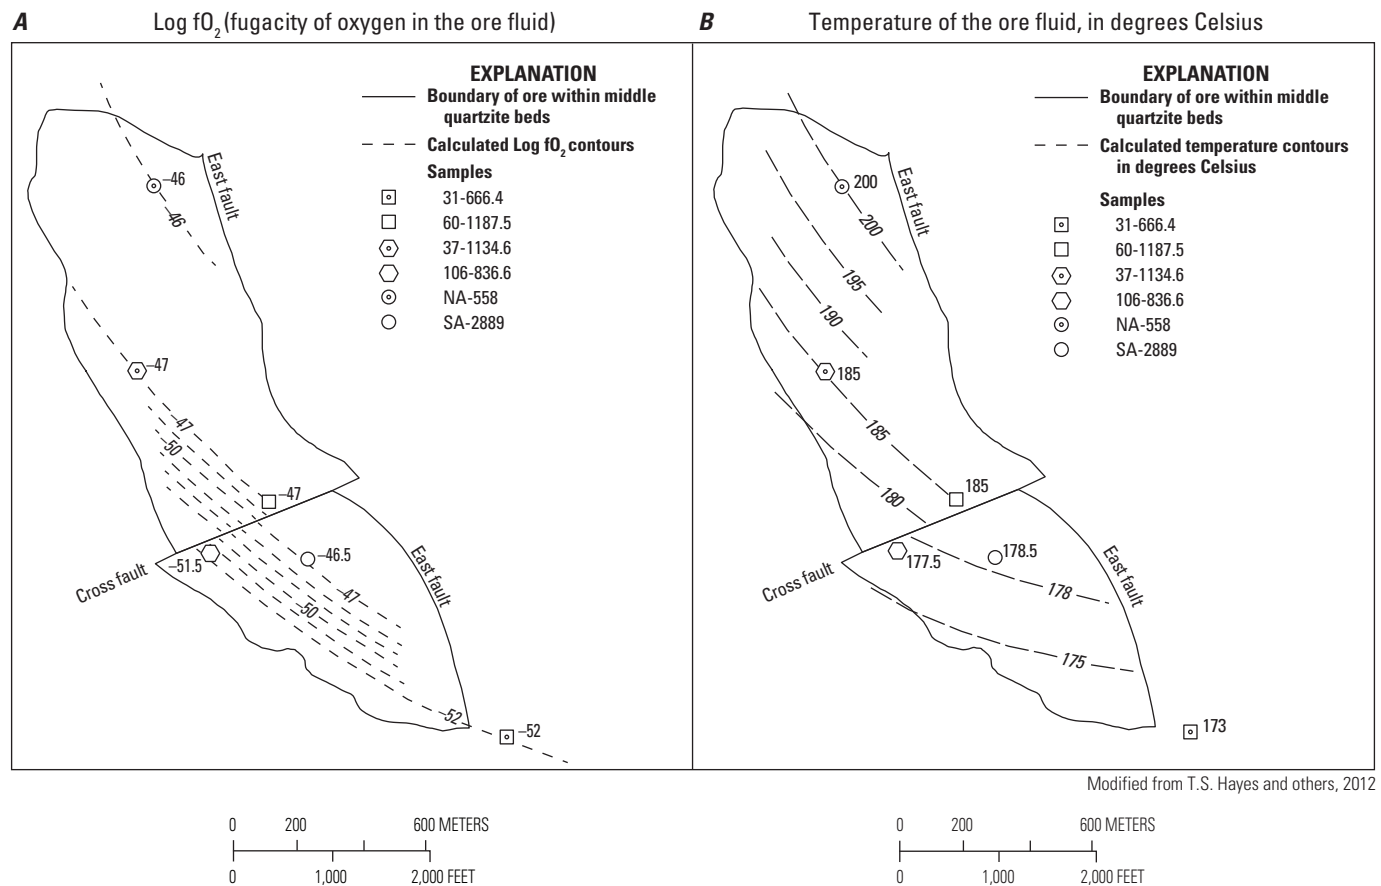 A Log fO2 (fugacity of oxygen in the ore fluid)
EXPLANATION
Boundary of ore within middle
quartzite beds
Calculated Log fO2 contours
Samples
31-666.4
60-1187.5
37-1134.6
106-836.6
NA-558
SA-2889
East fault
–46
–46
–47
–47
–50
–47
–51.5
–46.5
Cross fault
East fault
–47
–50
–52
–52
B Temperature of the ore fluid, in degrees Celsius
EXPLANATION
Boundary of ore within middle
quartzite beds
Calculated temperature contours
in degrees Celsius
Samples
31-666.4
60-1187.5
37-1134.6
106-836.6
NA-558
SA-2889
East fault
200
200
195
190
185
185
185
180
177.5
178.5
Cross fault
East fault
178
175
173
Modified from T.S. Hayes and others, 2012
0 200 600 METERS
0 1,000 2,000 FEET
0 200 600 METERS
0 1,000 2,000 FEET